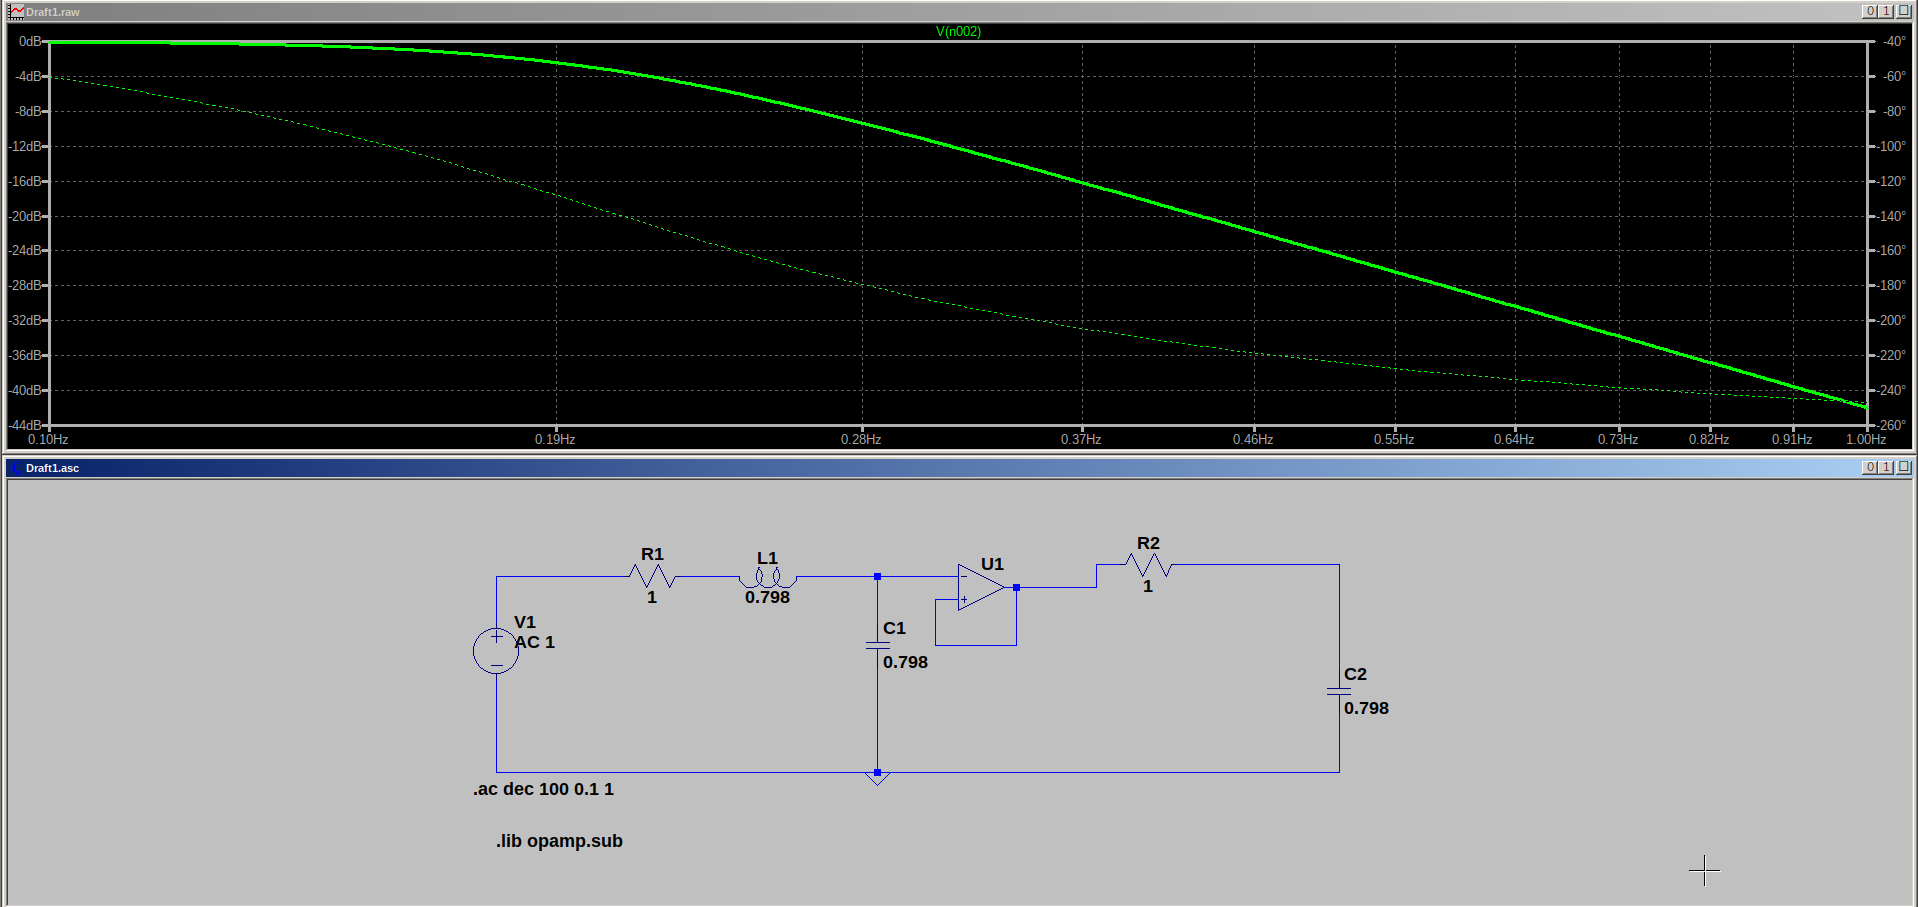 Draft1.raw
V(n002)
0dB
-4dB
-8dB
-12dB
-16dB
-20dB
-24dB
-28dB
-32dB
-36dB
-40dB
-44dB
-40°
-60°
-80°
-100°
-120°
-140°
-160°
-180°
-200°
-220°
-240°
-260°
0.10Hz 0.19Hz 0.28Hz 0.37Hz 0.46Hz 0.55Hz 0.64Hz 0.73Hz 0.82Hz 0.91Hz 1.00Hz
Draft1.asc
R1
1
L1
0.798
U1
R2
1
V1
AC 1
C1
0.798
C2
0.798
.ac dec 100 0.1 1
.lib opamp.sub